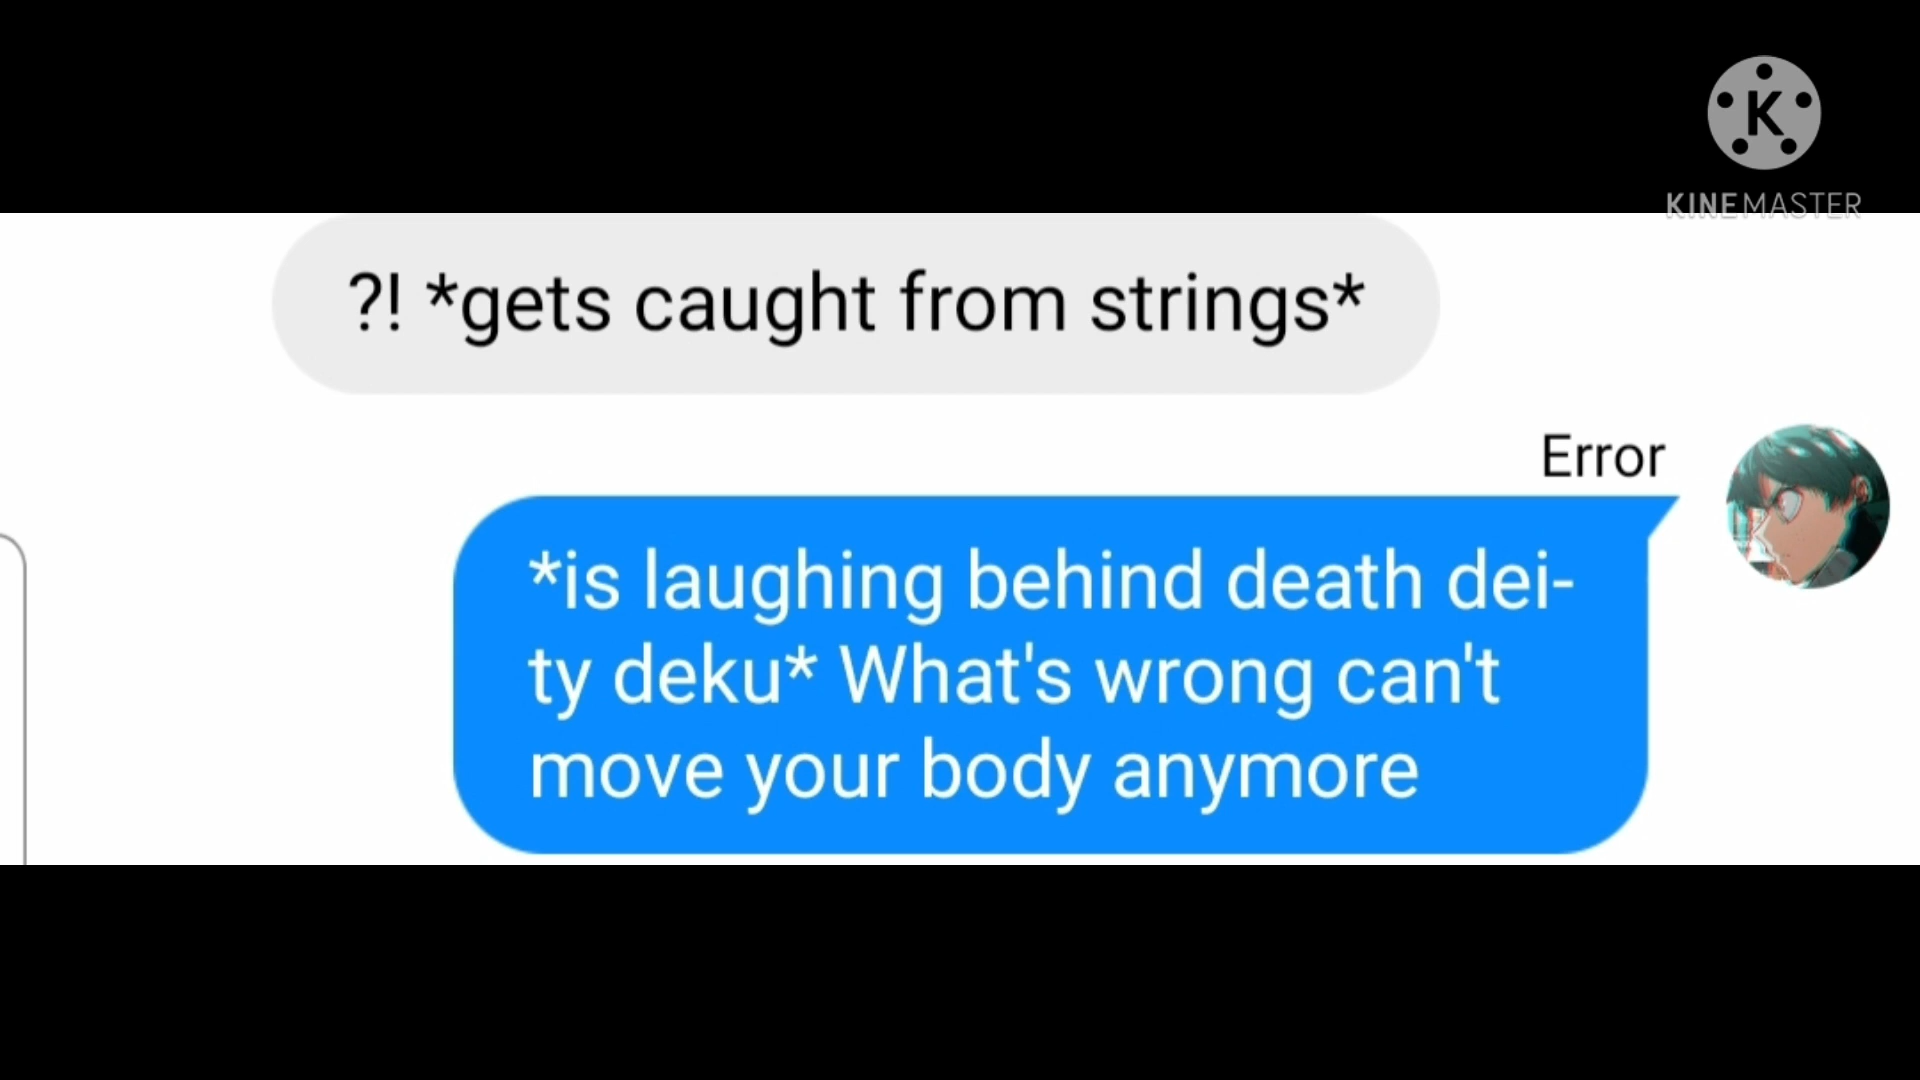 K
KINEMASTER
?! *gets caught from strings*
Error
*is laughing behind death dei-
ty deku* What's wrong can't
move your body anymore